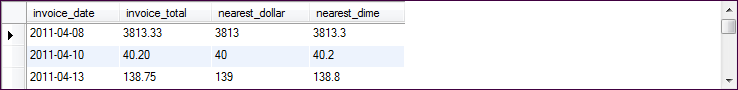 invoice_date invoice_total nearest_dollar nearest_dime
2011-04-08 3813.33 3813 3813.3
2011-04-10 40.20 40 40.2
2011-04-13 138.75 139 138.8